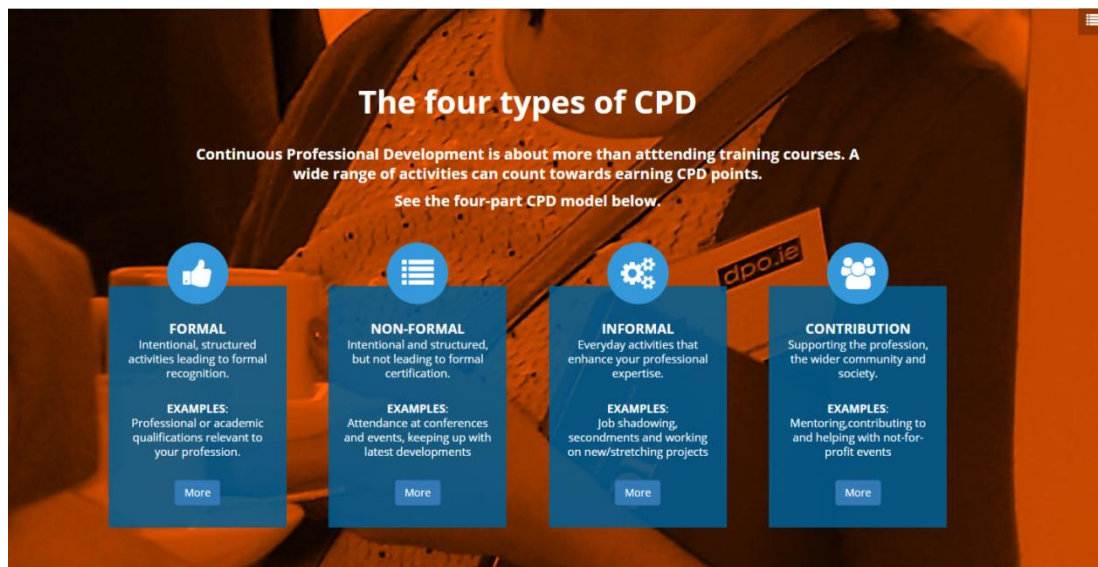 The four types of CPD
Continuous Professional Development is about more than atttending training courses. A
wide range of activities can count towards earning CPD points.
See the four-part CPD model below.
dpo.ie
FORMAL
Intentional, structured
activities leading to formal
recognition.
EXAMPLES:
Professional or academic
qualifications relevant to
your profession.
More
NON-FORMAL
Intentional and structured,
but not leading to formal
certification.
EXAMPLES:
Attendance at conferences
and events, keeping up with
latest developments
More
INFORMAL
Everyday activities that
enhance your professional
expertise.
EXAMPLES:
Job shadowing,
secondments and working
on new/stretching projects
More
CONTRIBUTION
Supporting the profession,
the wider community and
society.
EXAMPLES:
Mentoring,contributing to
and helping with not-for-
profit events
More